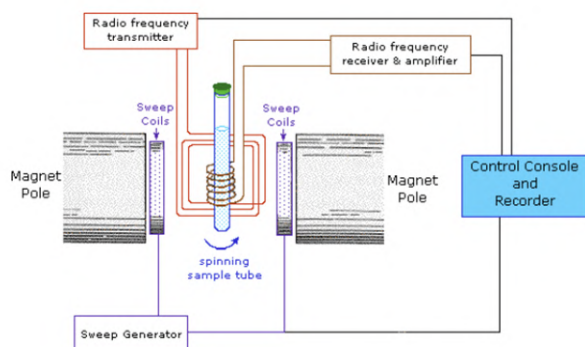 Radio frequency
transmitter
Radio frequency
receiver & amplifier
Sweep
Coils
Sweep
Coils
Magnet
Pole
Magnet
Pole
Control Console
and
Recorder
spinning
sample tube
Sweep Generator